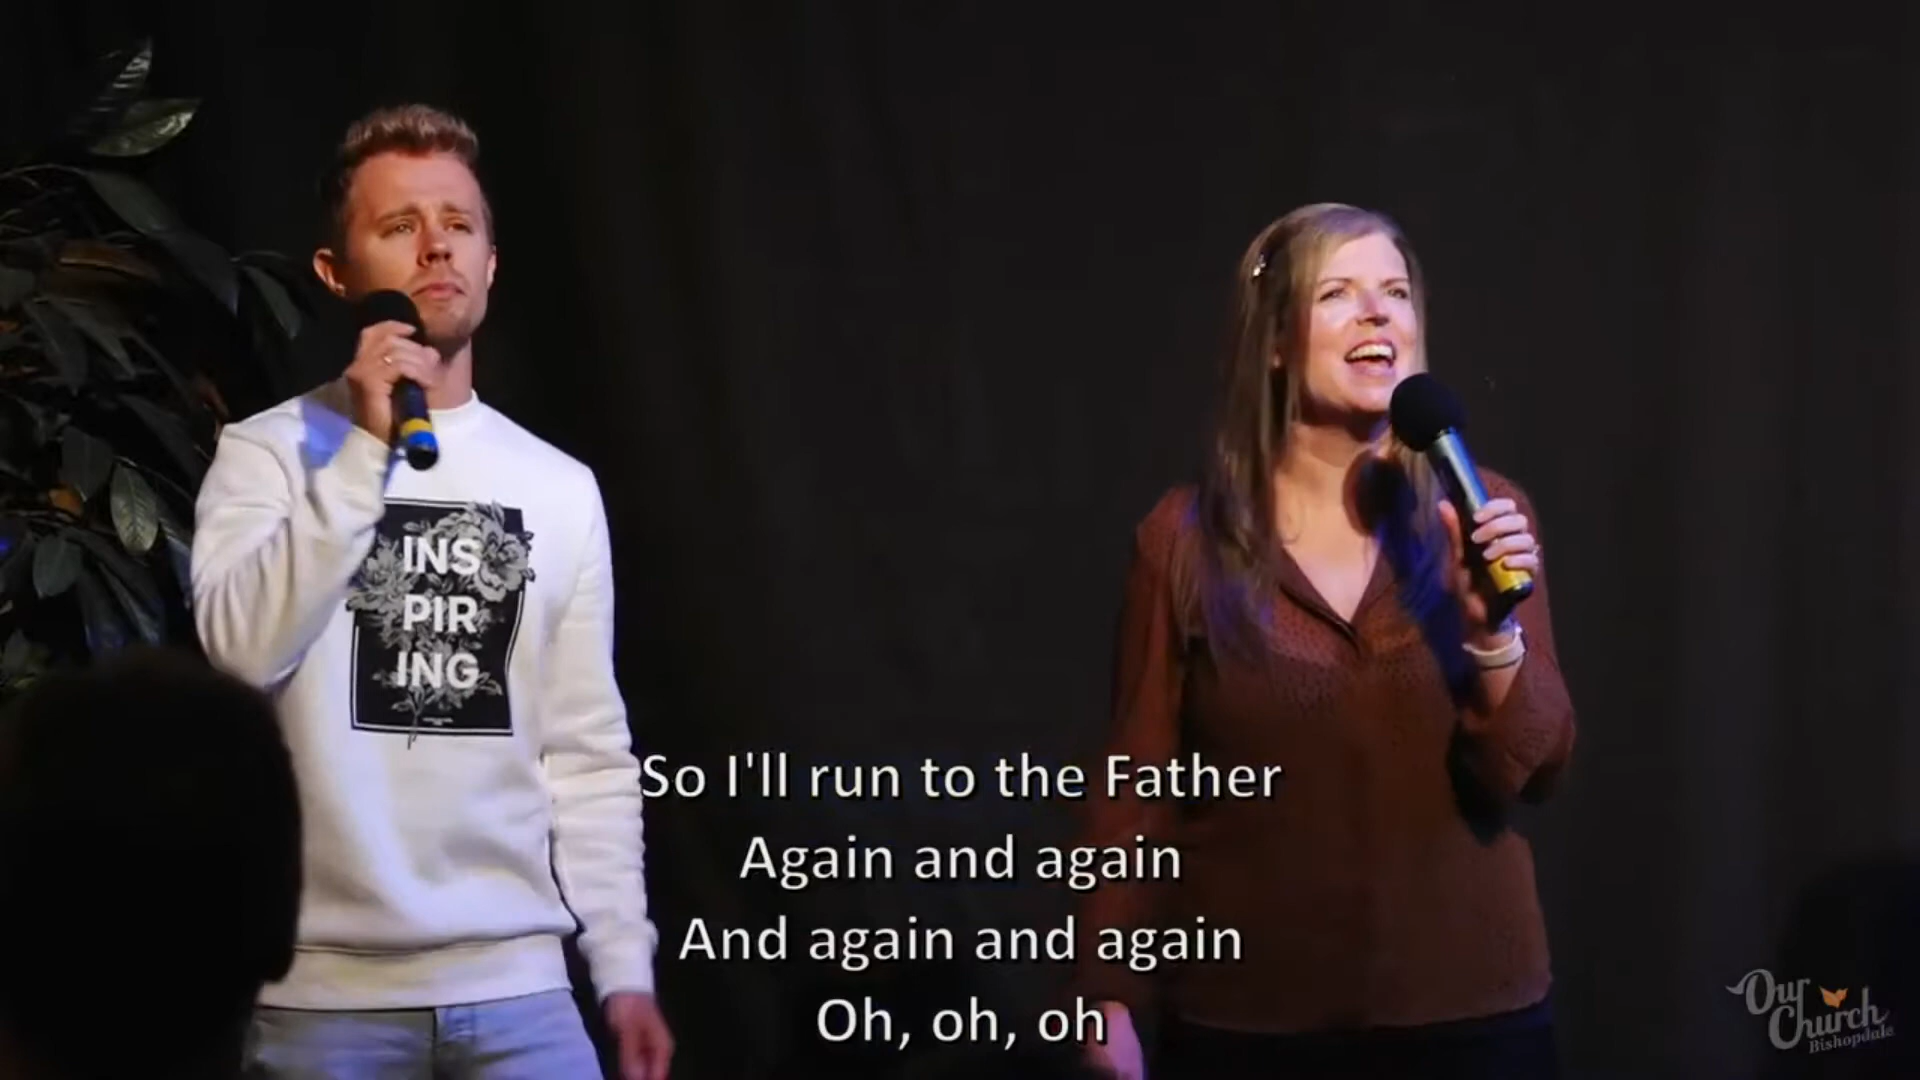 INS
PIR
ING
So I'll run to the Father
Again and again
And again and again
Oh, oh, oh
Our
Church
Bishopdale